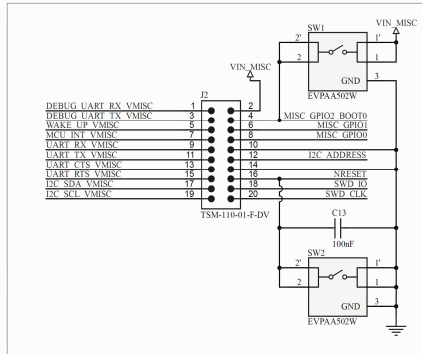 SW1
VIN_MISC
2' 1'
2 1
GND 3
EVPAA502W
VIN_MISC
J2
DEBUG UART RX VMISC 1 2
DEBUG UART TX VMISC 3 4 MISC GPIO2 BOOT0
WAKE UP VMISC 5 6 MISC GPIO1
MCU INT VMISC 7 8 MISC GPIO0
UART RX VMISC 9 10
UART TX VMISC 11 12 I2C ADDRESS
UART CTS VMISC 13 14
UART RTS VMISC 15 16 NRESET
I2C SDA VMISC 17 18 SWD IO
I2C SCL VMISC 19 20 SWD CLK
TSM-110-01-F-DV
C13
100nF
SW2
2' 1'
2 1
GND 3
EVPAA502W